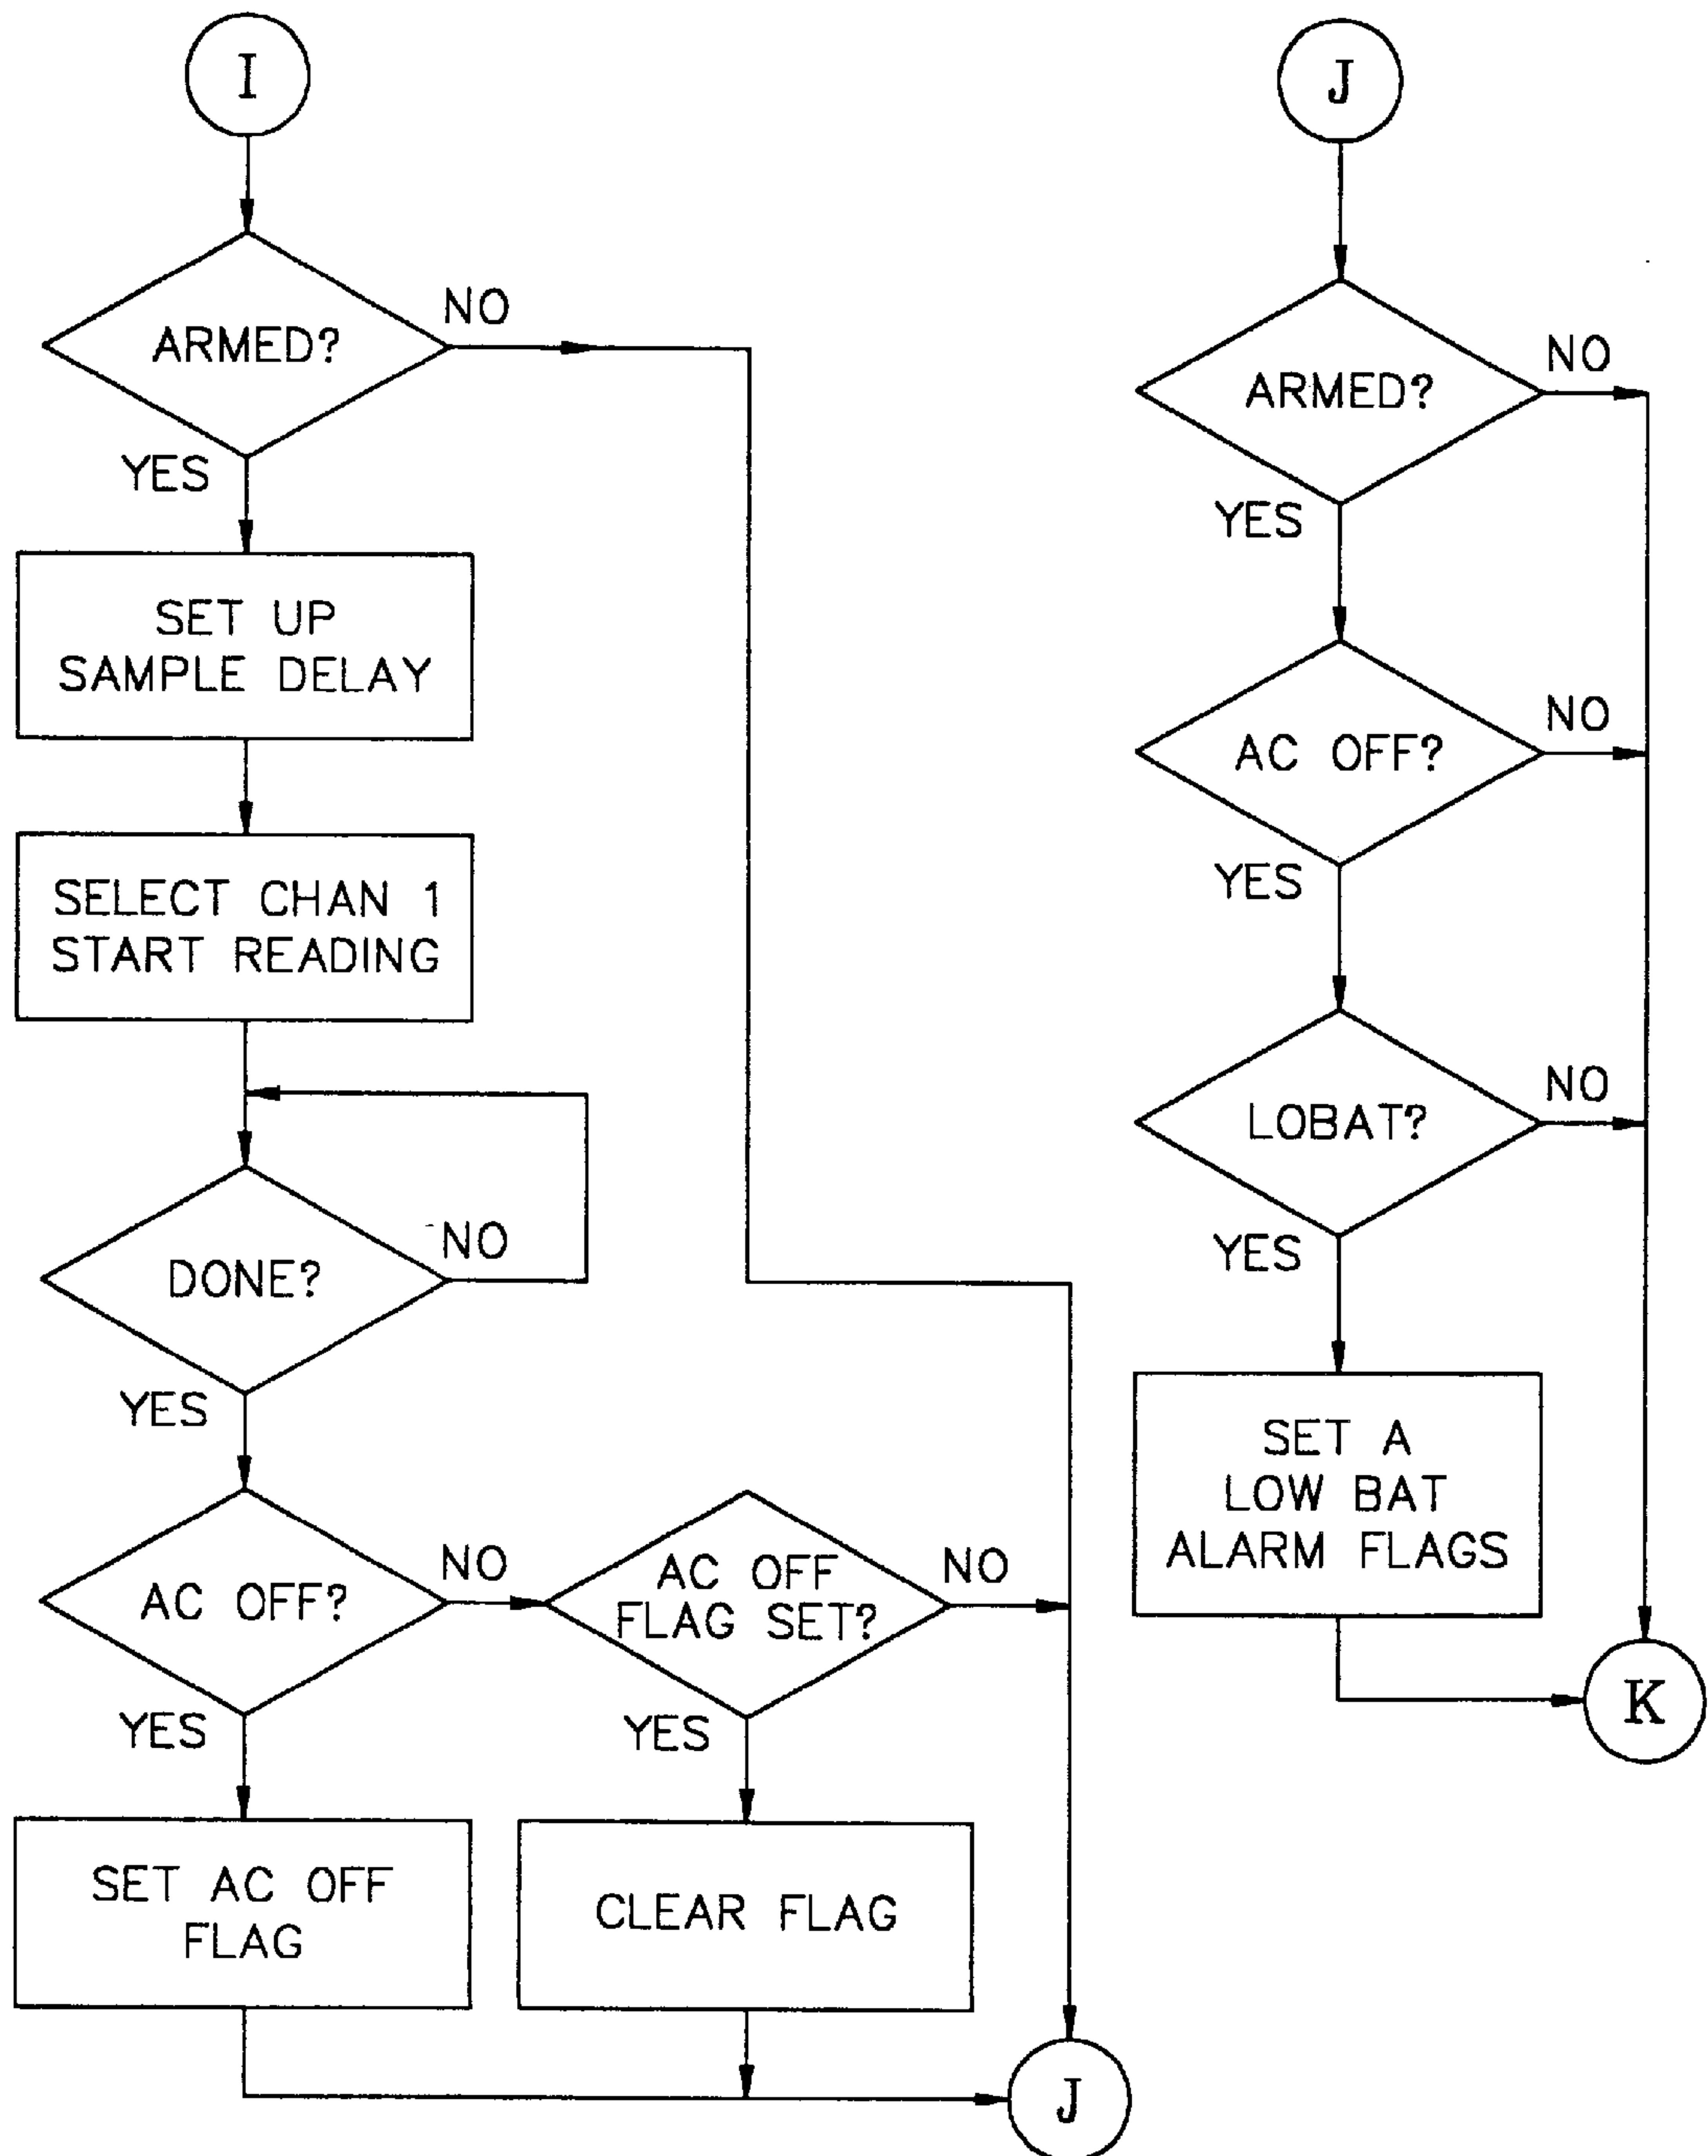 I
ARMED?
NO
YES
SET UP
SAMPLE DELAY
SELECT CHAN 1
START READING
DONE?
NO
YES
AC OFF?
NO
YES
AC OFF
FLAG SET?
NO
YES
SET AC OFF
FLAG
CLEAR FLAG
J
J
ARMED?
NO
YES
AC OFF?
NO
YES
LOBAT?
NO
YES
SET A
LOW BAT
ALARM FLAGS
K